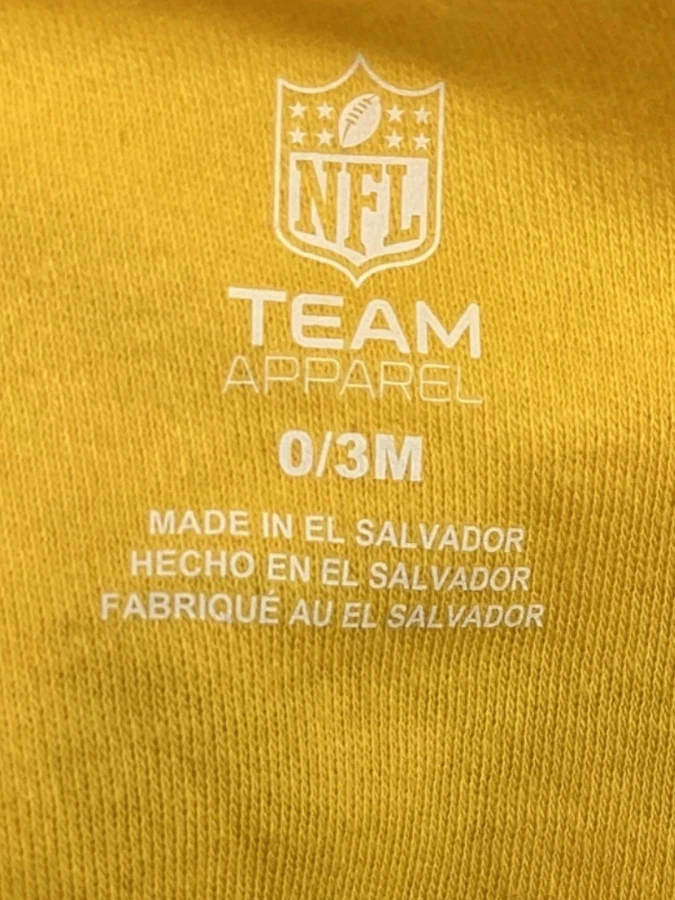 NFL
TEAM
APPAREL
0/3M
MADE IN EL SALVADOR
HECHO EN EL SALVADOR
FABRIQUÉ AU EL SALVADOR